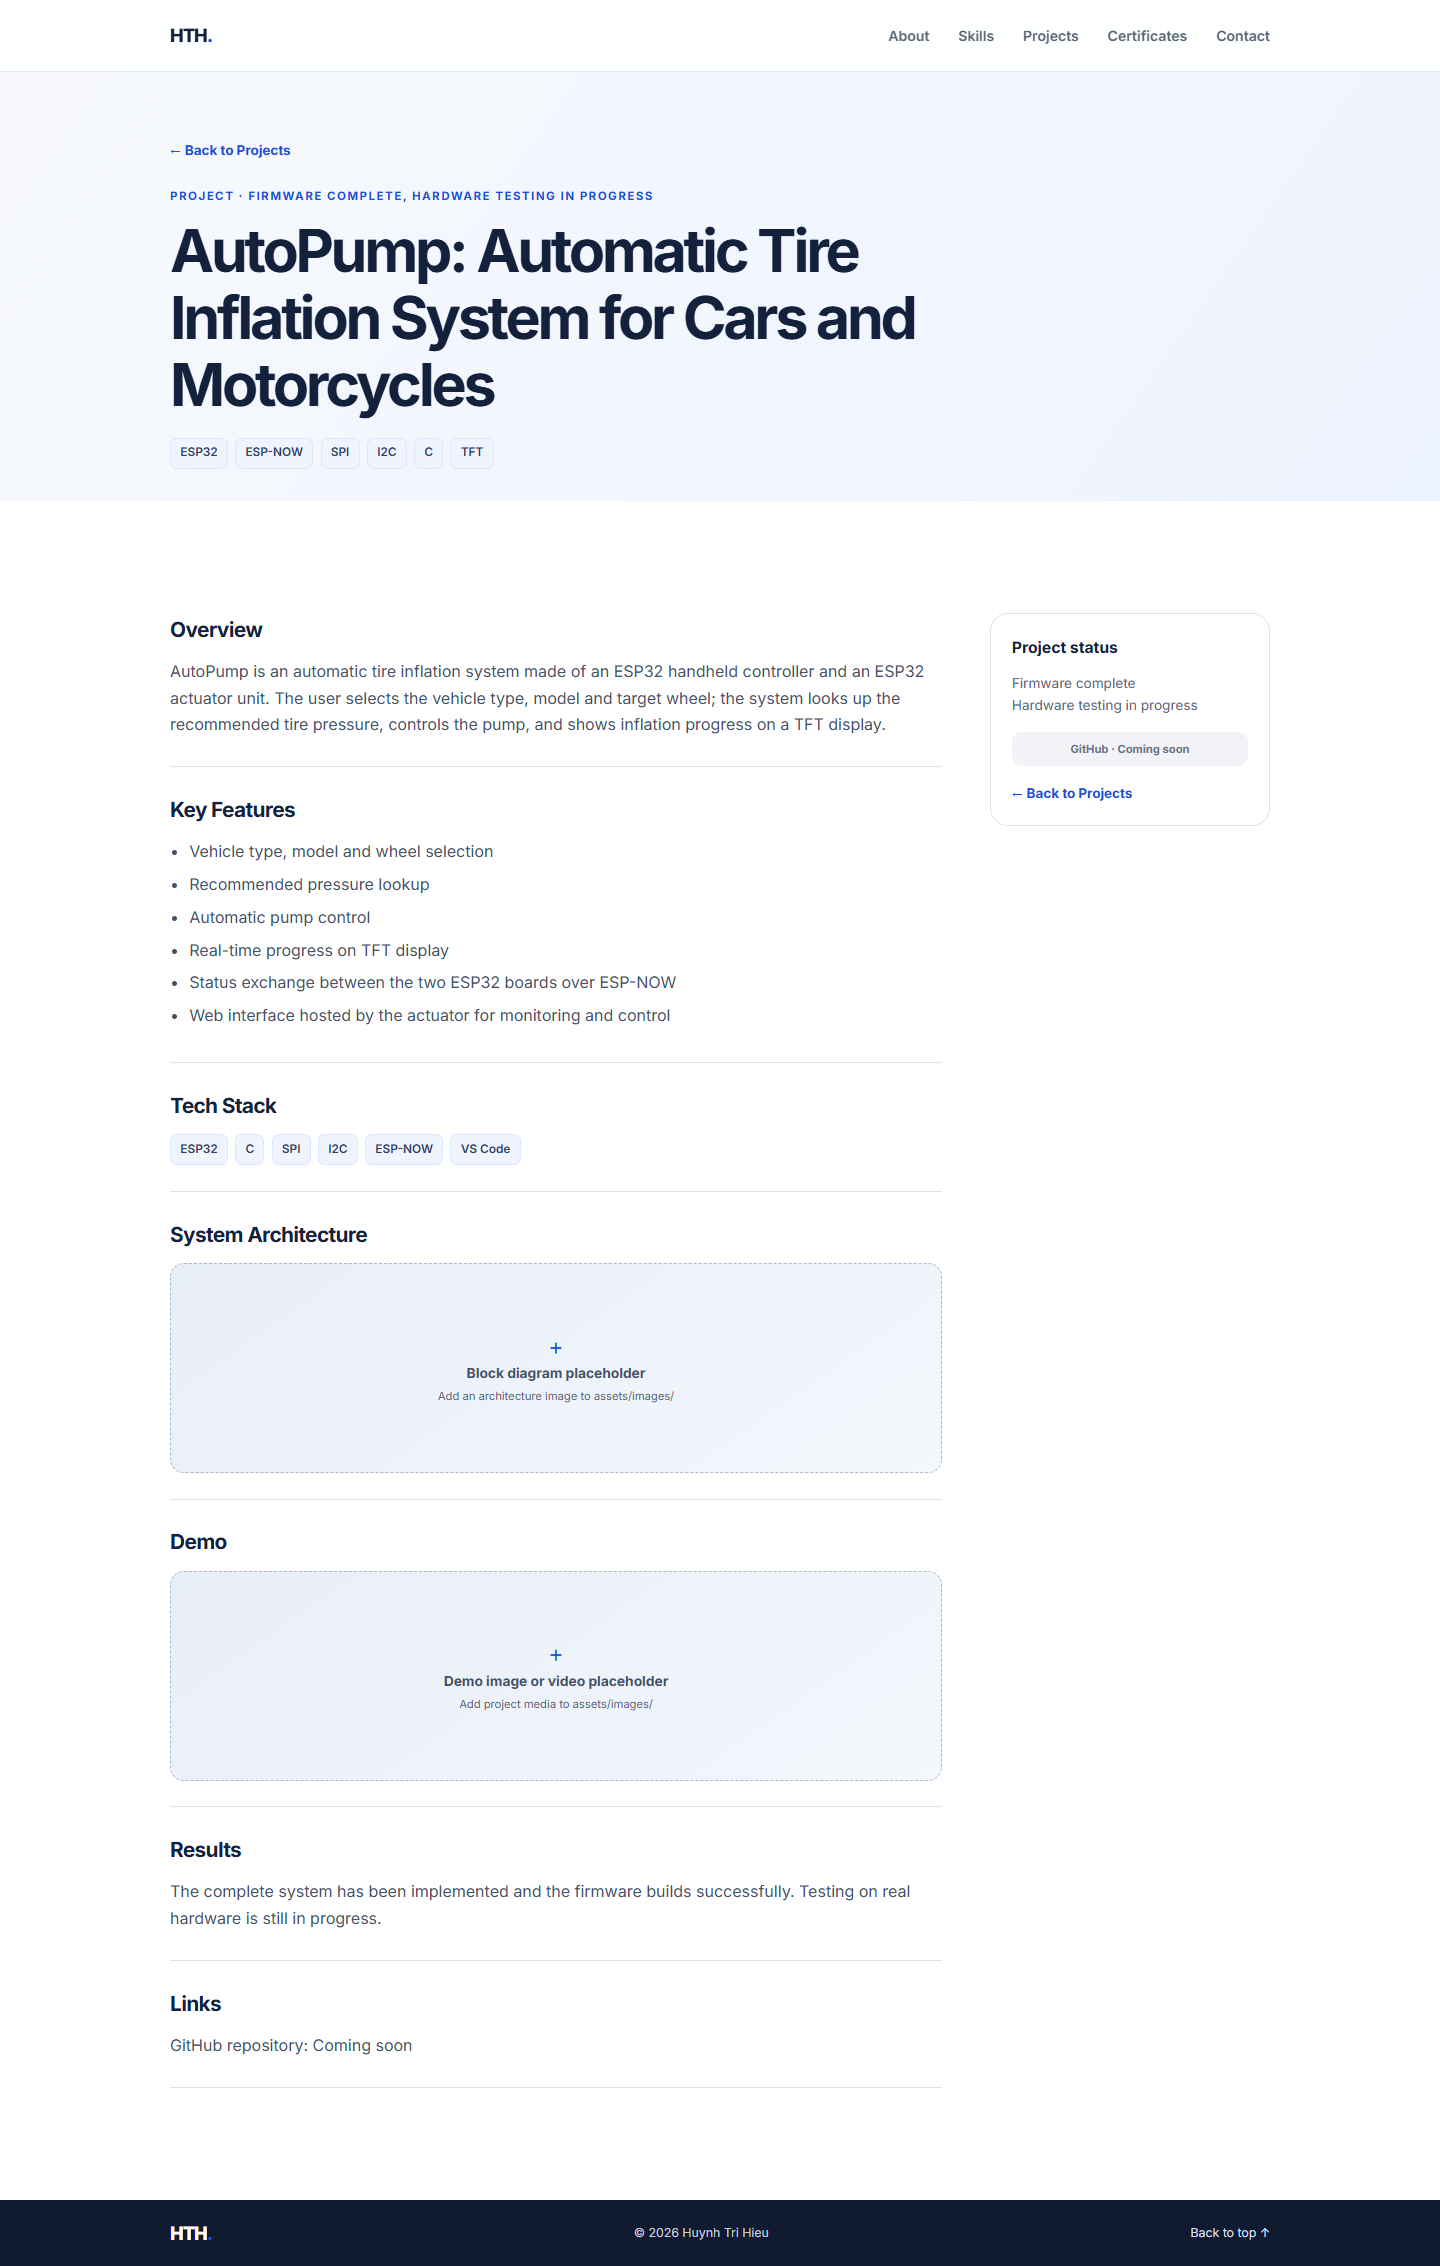 HTH.
About Skills Projects Certificates Contact
← Back to Projects
PROJECT · FIRMWARE COMPLETE, HARDWARE TESTING IN PROGRESS
AutoPump: Automatic Tire
Inflation System for Cars and
Motorcycles
ESP32 ESP-NOW SPI I2C C TFT
Overview
AutoPump is an automatic tire inflation system made of an ESP32 handheld controller and an ESP32
actuator unit. The user selects the vehicle type, model and target wheel; the system looks up the
recommended tire pressure, controls the pump, and shows inflation progress on a TFT display.
Project status
Firmware complete
Hardware testing in progress
GitHub · Coming soon
← Back to Projects
Key Features
• Vehicle type, model and wheel selection
• Recommended pressure lookup
• Automatic pump control
• Real-time progress on TFT display
• Status exchange between the two ESP32 boards over ESP-NOW
• Web interface hosted by the actuator for monitoring and control
Tech Stack
ESP32 C SPI I2C ESP-NOW VS Code
System Architecture
+
Block diagram placeholder
Add an architecture image to assets/images/
Demo
+
Demo image or video placeholder
Add project media to assets/images/
Results
The complete system has been implemented and the firmware builds successfully. Testing on real
hardware is still in progress.
Links
GitHub repository: Coming soon
HTH.
© 2026 Huynh Tri Hieu
Back to top ↑